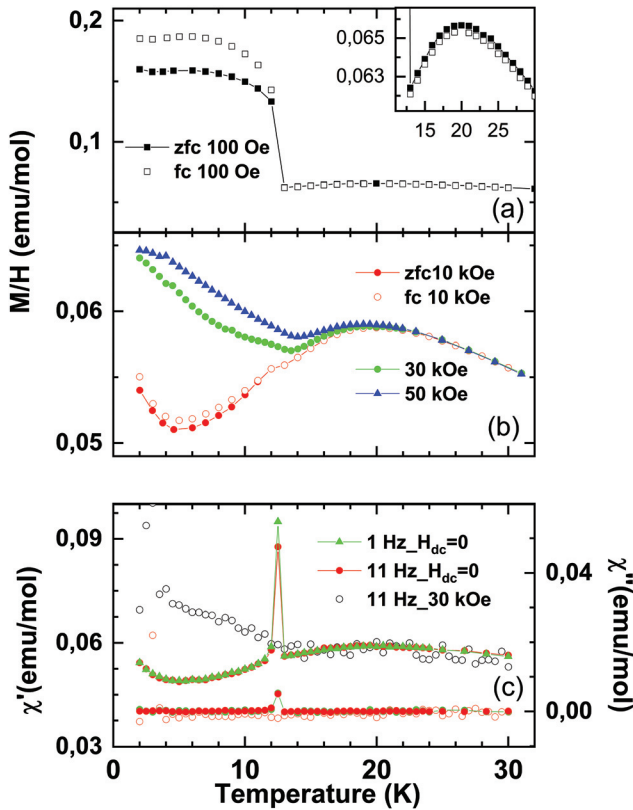 M/H (emu/mol)
0,2
0,1
zfc 100 Oe
fc 100 Oe
0,065
0,063
15 20 25
(a)
0,06
0,05
zfc10 kOe
fc 10 kOe
30 kOe
50 kOe
(b)
χ'(emu/mol)
0,09
0,06
0,03
1 Hz_Hdc=0
11 Hz_Hdc=0
11 Hz_30 kOe
(c)
0,04
0,00
χ''(emu/mol)
0 10 20 30
Temperature (K)